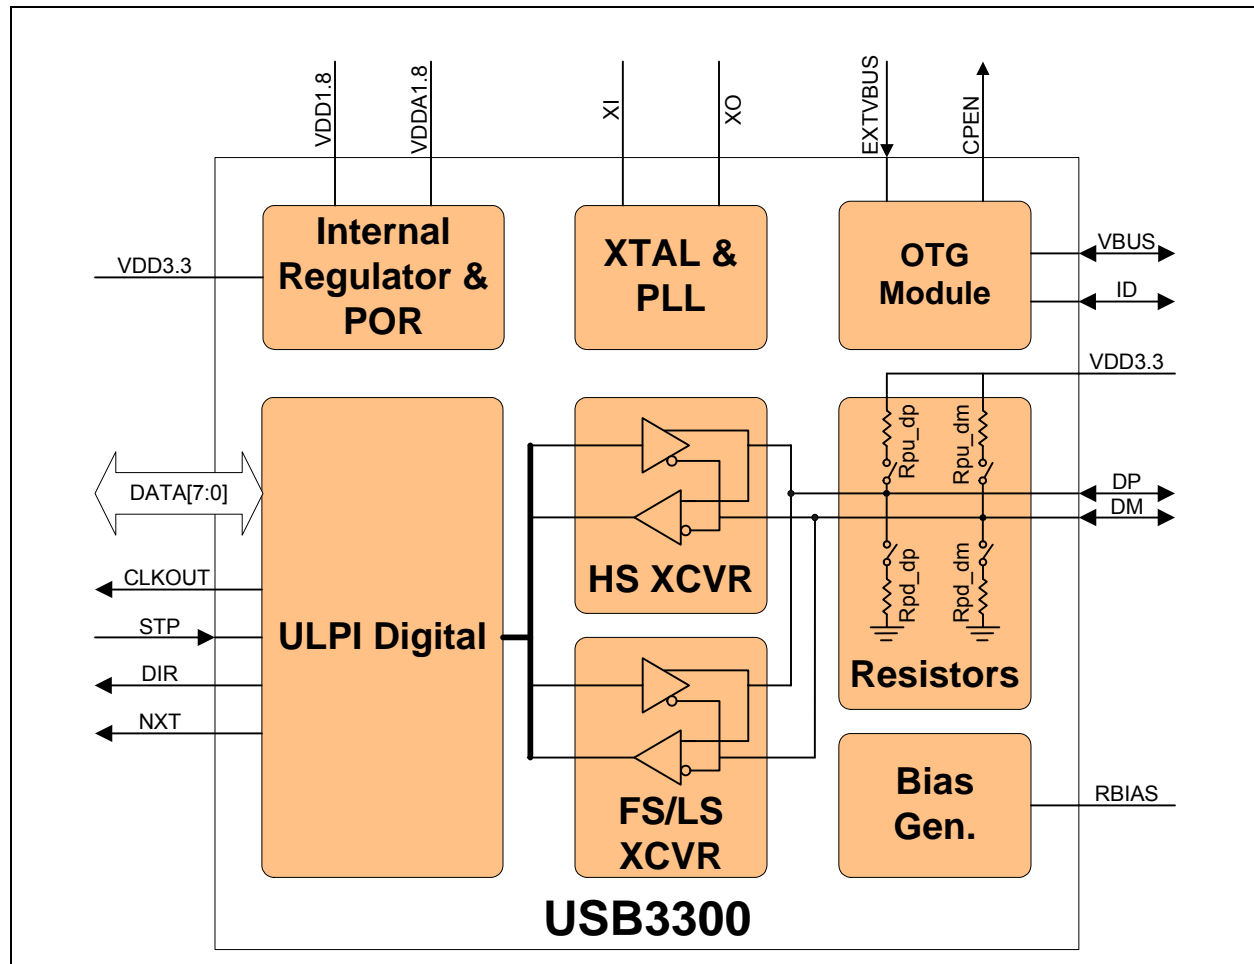 VDD1.8
VDDA1.8
XI
XO
EXTVBUS
CPEN
Internal
Regulator &
POR
XTAL &
PLL
OTG
Module
VDD3.3
VBUS
ID
VDD3.3
DATA[7:0]
CLKOUT
STP
DIR
NXT
ULPI Digital
HS XCVR
FS/LS
XCVR
Rpu_dp
Rpu_dm
Rpd_dp
Rpd_dm
Resistors
DP
DM
Bias
Gen.
RBIAS
USB3300